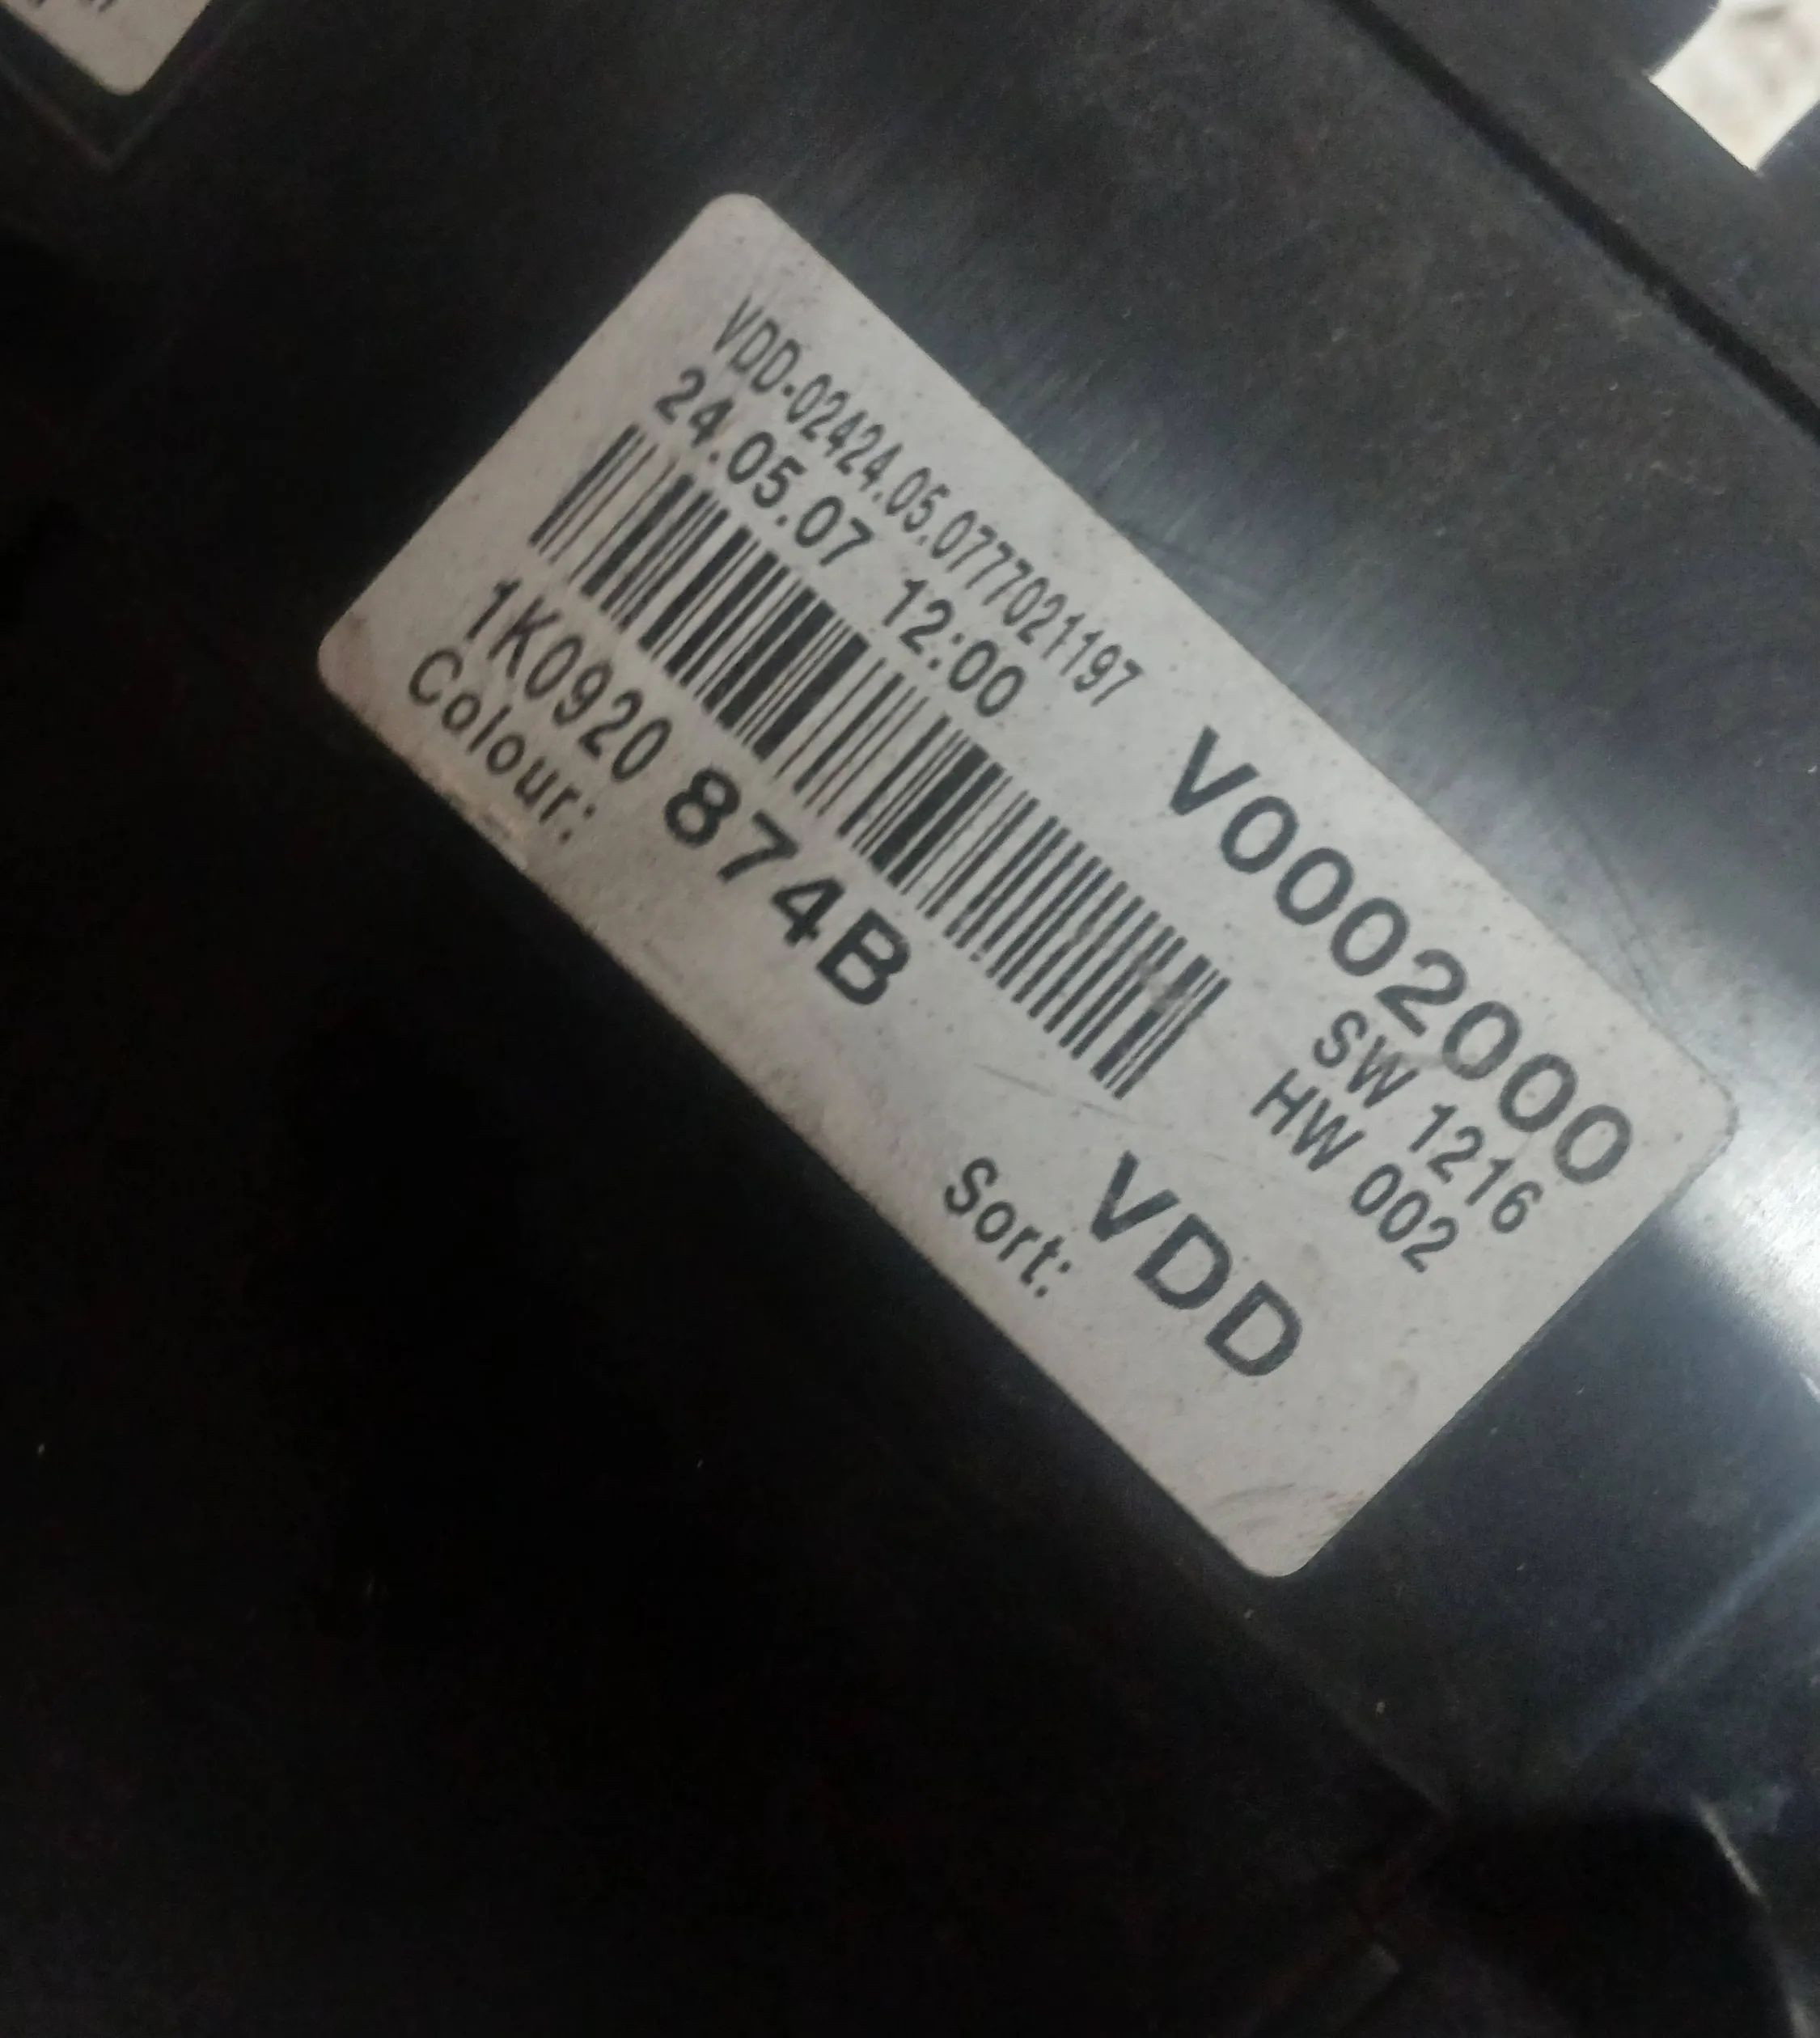 VDD-02424.05.0777021197
24.05.07 12:00
V0002000
SW 1216
HW 002
1K0920 874B
VDD
Colour:
Sort: